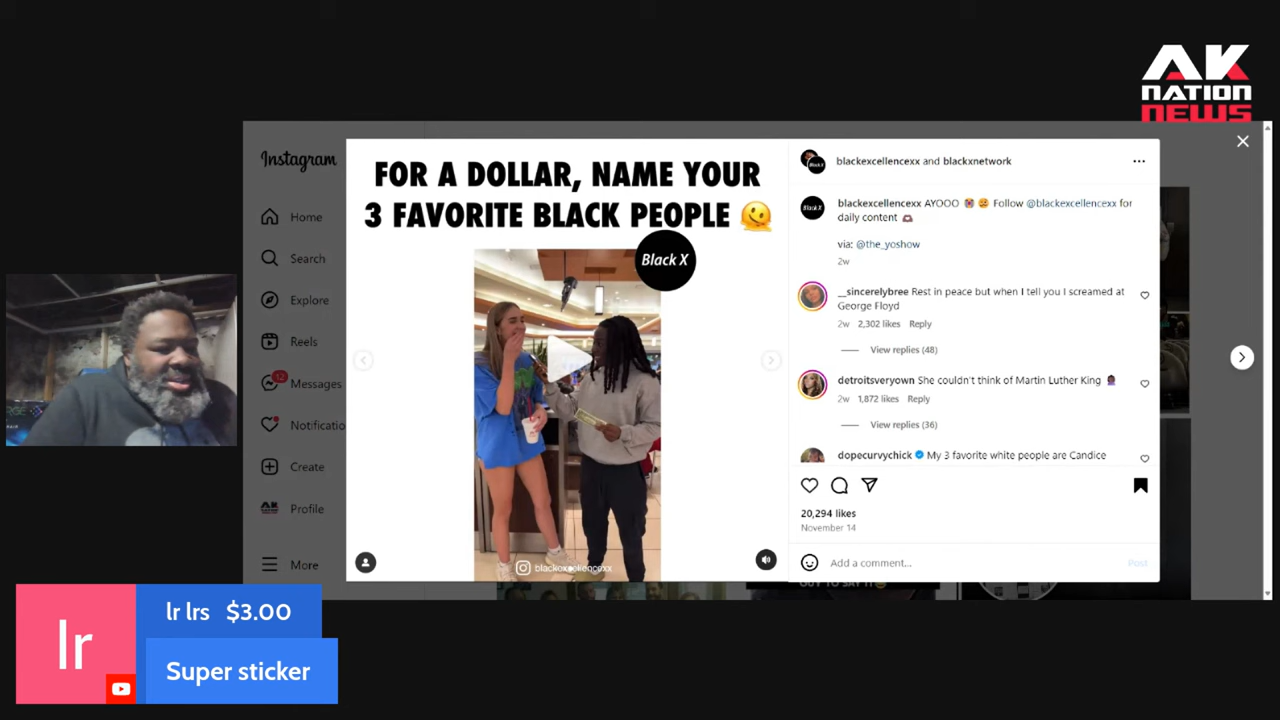 AK
NATION
NEWS
Instagram
Home
Search
Explore
Reels
12
Messages
Notificatio
Create
Profile
More
FOR A DOLLAR, NAME YOUR
3 FAVORITE BLACK PEOPLE 🫠
Black X
blackexcellencexx
blackexcellencexx and blackxnetwork
Black X
blackexcellencexx AYOOO 😭 Follow @blackexcellencexx for
daily content
via: @the_yoshow
2w
__sincerelybree Rest in peace but when I tell you I screamed at
George Floyd
2w 2,302 likes Reply
View replies (48)
detroitsveryown She couldn't think of Martin Luther King
2w 1,872 likes Reply
View replies (36)
dopecurvychick My 3 favorite white people are Candice
20,294 likes
November 14
Add a comment...
Post
lr
lr lrs $3.00
Super sticker